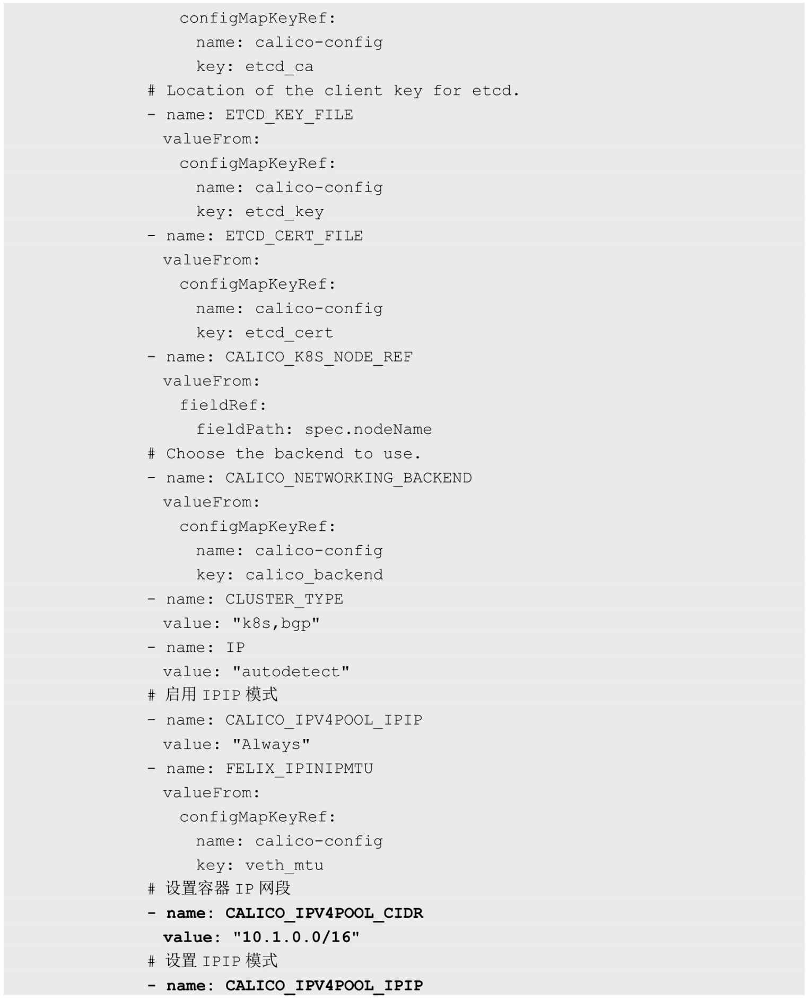 configMapKeyRef:
name: calico-config
key: etcd_ca
# Location of the client key for etcd.
- name: ETCD_KEY_FILE
valueFrom:
configMapKeyRef:
name: calico-config
key: etcd_key
- name: ETCD_CERT_FILE
valueFrom:
configMapKeyRef:
name: calico-config
key: etcd_cert
- name: CALICO_K8S_NODE_REF
valueFrom:
fieldRef:
fieldPath: spec.nodeName
# Choose the backend to use.
- name: CALICO_NETWORKING_BACKEND
valueFrom:
configMapKeyRef:
name: calico-config
key: calico_backend
- name: CLUSTER_TYPE
value: "k8s,bgp"
- name: IP
value: "autodetect"
# 启用 IPIP 模式
- name: CALICO_IPV4POOL_IPIP
value: "Always"
- name: FELIX_IPINIPMTU
valueFrom:
configMapKeyRef:
name: calico-config
key: veth_mtu
# 设置容器 IP 网段
- name: CALICO_IPV4POOL_CIDR
value: "10.1.0.0/16"
# 设置 IPIP 模式
- name: CALICO_IPV4POOL_IPIP